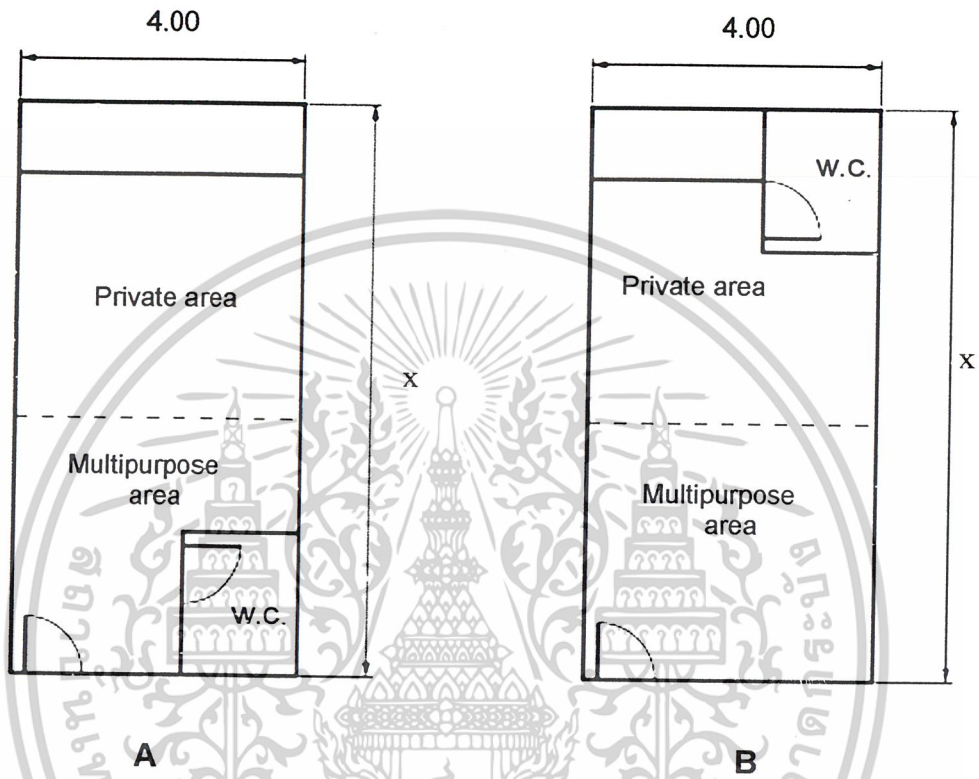 4.00
4.00
W.C.
Private area
Private area
x
x
Multipurpose
area
Multipurpose
area
W.C.
A
B